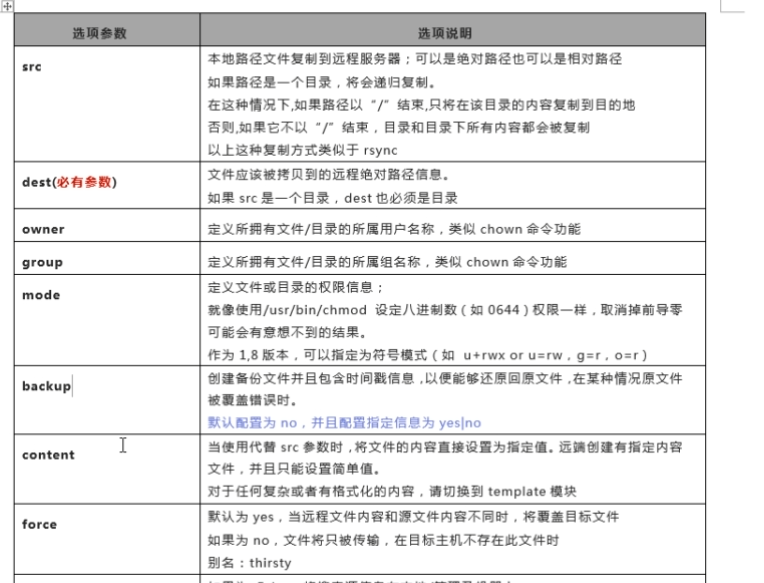 选项参数 选项说明
src
本地路径文件复制到远程服务器；可以是绝对路径也可以是相对路径
如果路径是一个目录，将会递归复制。
在这种情况下,如果路径以“/”结束,只将在该目录的内容复制到目的地
否则,如果它不以“/”结束，目录和目录下所有内容都会被复制
以上这种复制方式类似于 rsync
dest(必有参数)
文件应该被拷贝到的远程绝对路径信息。
如果 src 是一个目录，dest 也必须是目录
owner
定义所拥有文件/目录的所属用户名称，类似 chown 命令功能
group
定义所拥有文件/目录的所属组名称，类似 chown 命令功能
mode
定义文件或目录的权限信息；
就像使用/usr/bin/chmod 设定八进制数（如 0644）权限一样，取消掉前导零
可能会有意想不到的结果。
作为 1,8 版本，可以指定为符号模式（如 u+rwx or u=rw，g=r，o=r）
backup
创建备份文件并且包含时间戳信息,以便能够还原回原文件,在某种情况原文件
被覆盖错误时。
默认配置为 no，并且配置指定信息为 yes|no
content
当使用代替 src 参数时,将文件的内容直接设置为指定值。远端创建有指定内容
文件，并且只能设置简单值。
对于任何复杂或者有格式化的内容，请切换到 template 模块
force
默认为 yes，当远程文件内容和源文件内容不同时，将覆盖目标文件
如果为 no，文件将只被传输，在目标主机不存在此文件时
别名：thirsty